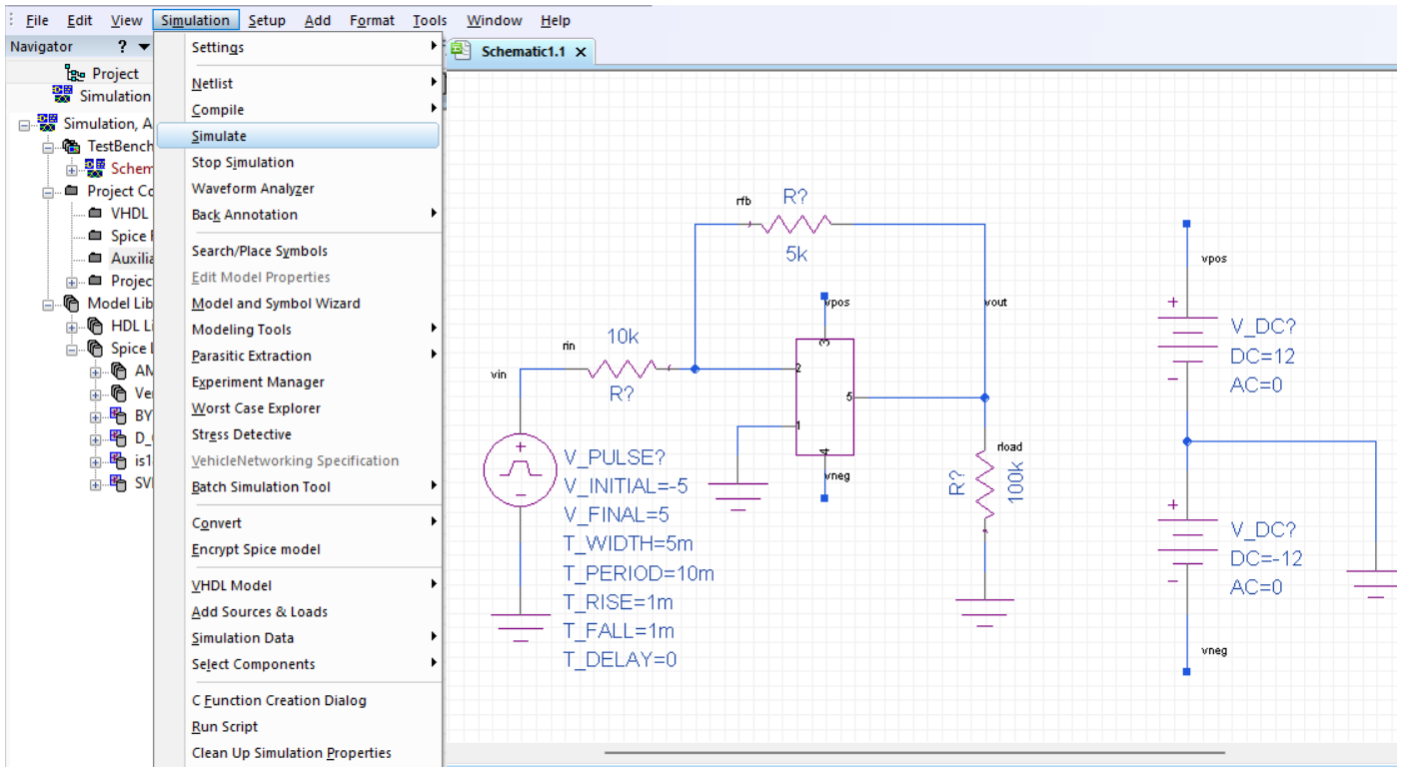 File Edit View Simulation Setup Add Format Tools Window Help
Navigator ?
Project
Simulation
Simulation, A
TestBench
Schem
Project Co
VHDL
Spice
Auxilia
Projec
Model Lib
HDL Li
Spice
AN
Ve
BY
D_
is1
SV
Settings
Netlist
Compile
Simulate
Stop Simulation
Waveform Analyzer
Back Annotation
Search/Place Symbols
Edit Model Properties
Model and Symbol Wizard
Modeling Tools
Parasitic Extraction
Experiment Manager
Worst Case Explorer
Stress Detective
VehicleNetworking Specification
Batch Simulation Tool
Convert
Encrypt Spice model
VHDL Model
Add Sources & Loads
Simulation Data
Select Components
C Function Creation Dialog
Run Script
Clean Up Simulation Properties
Schematic1.1
rfb R?
5k
vpos
vout
rin 10k
vin
R?
3
2
5
1
4
vneg
rload
R?
100k
V_PULSE?
V_INITIAL=-5
V_FINAL=5
T_WIDTH=5m
T_PERIOD=10m
T_RISE=1m
T_FALL=1m
T_DELAY=0
vpos
+
V_DC?
DC=12
AC=0
-
+
V_DC?
DC=-12
AC=0
-
vneg